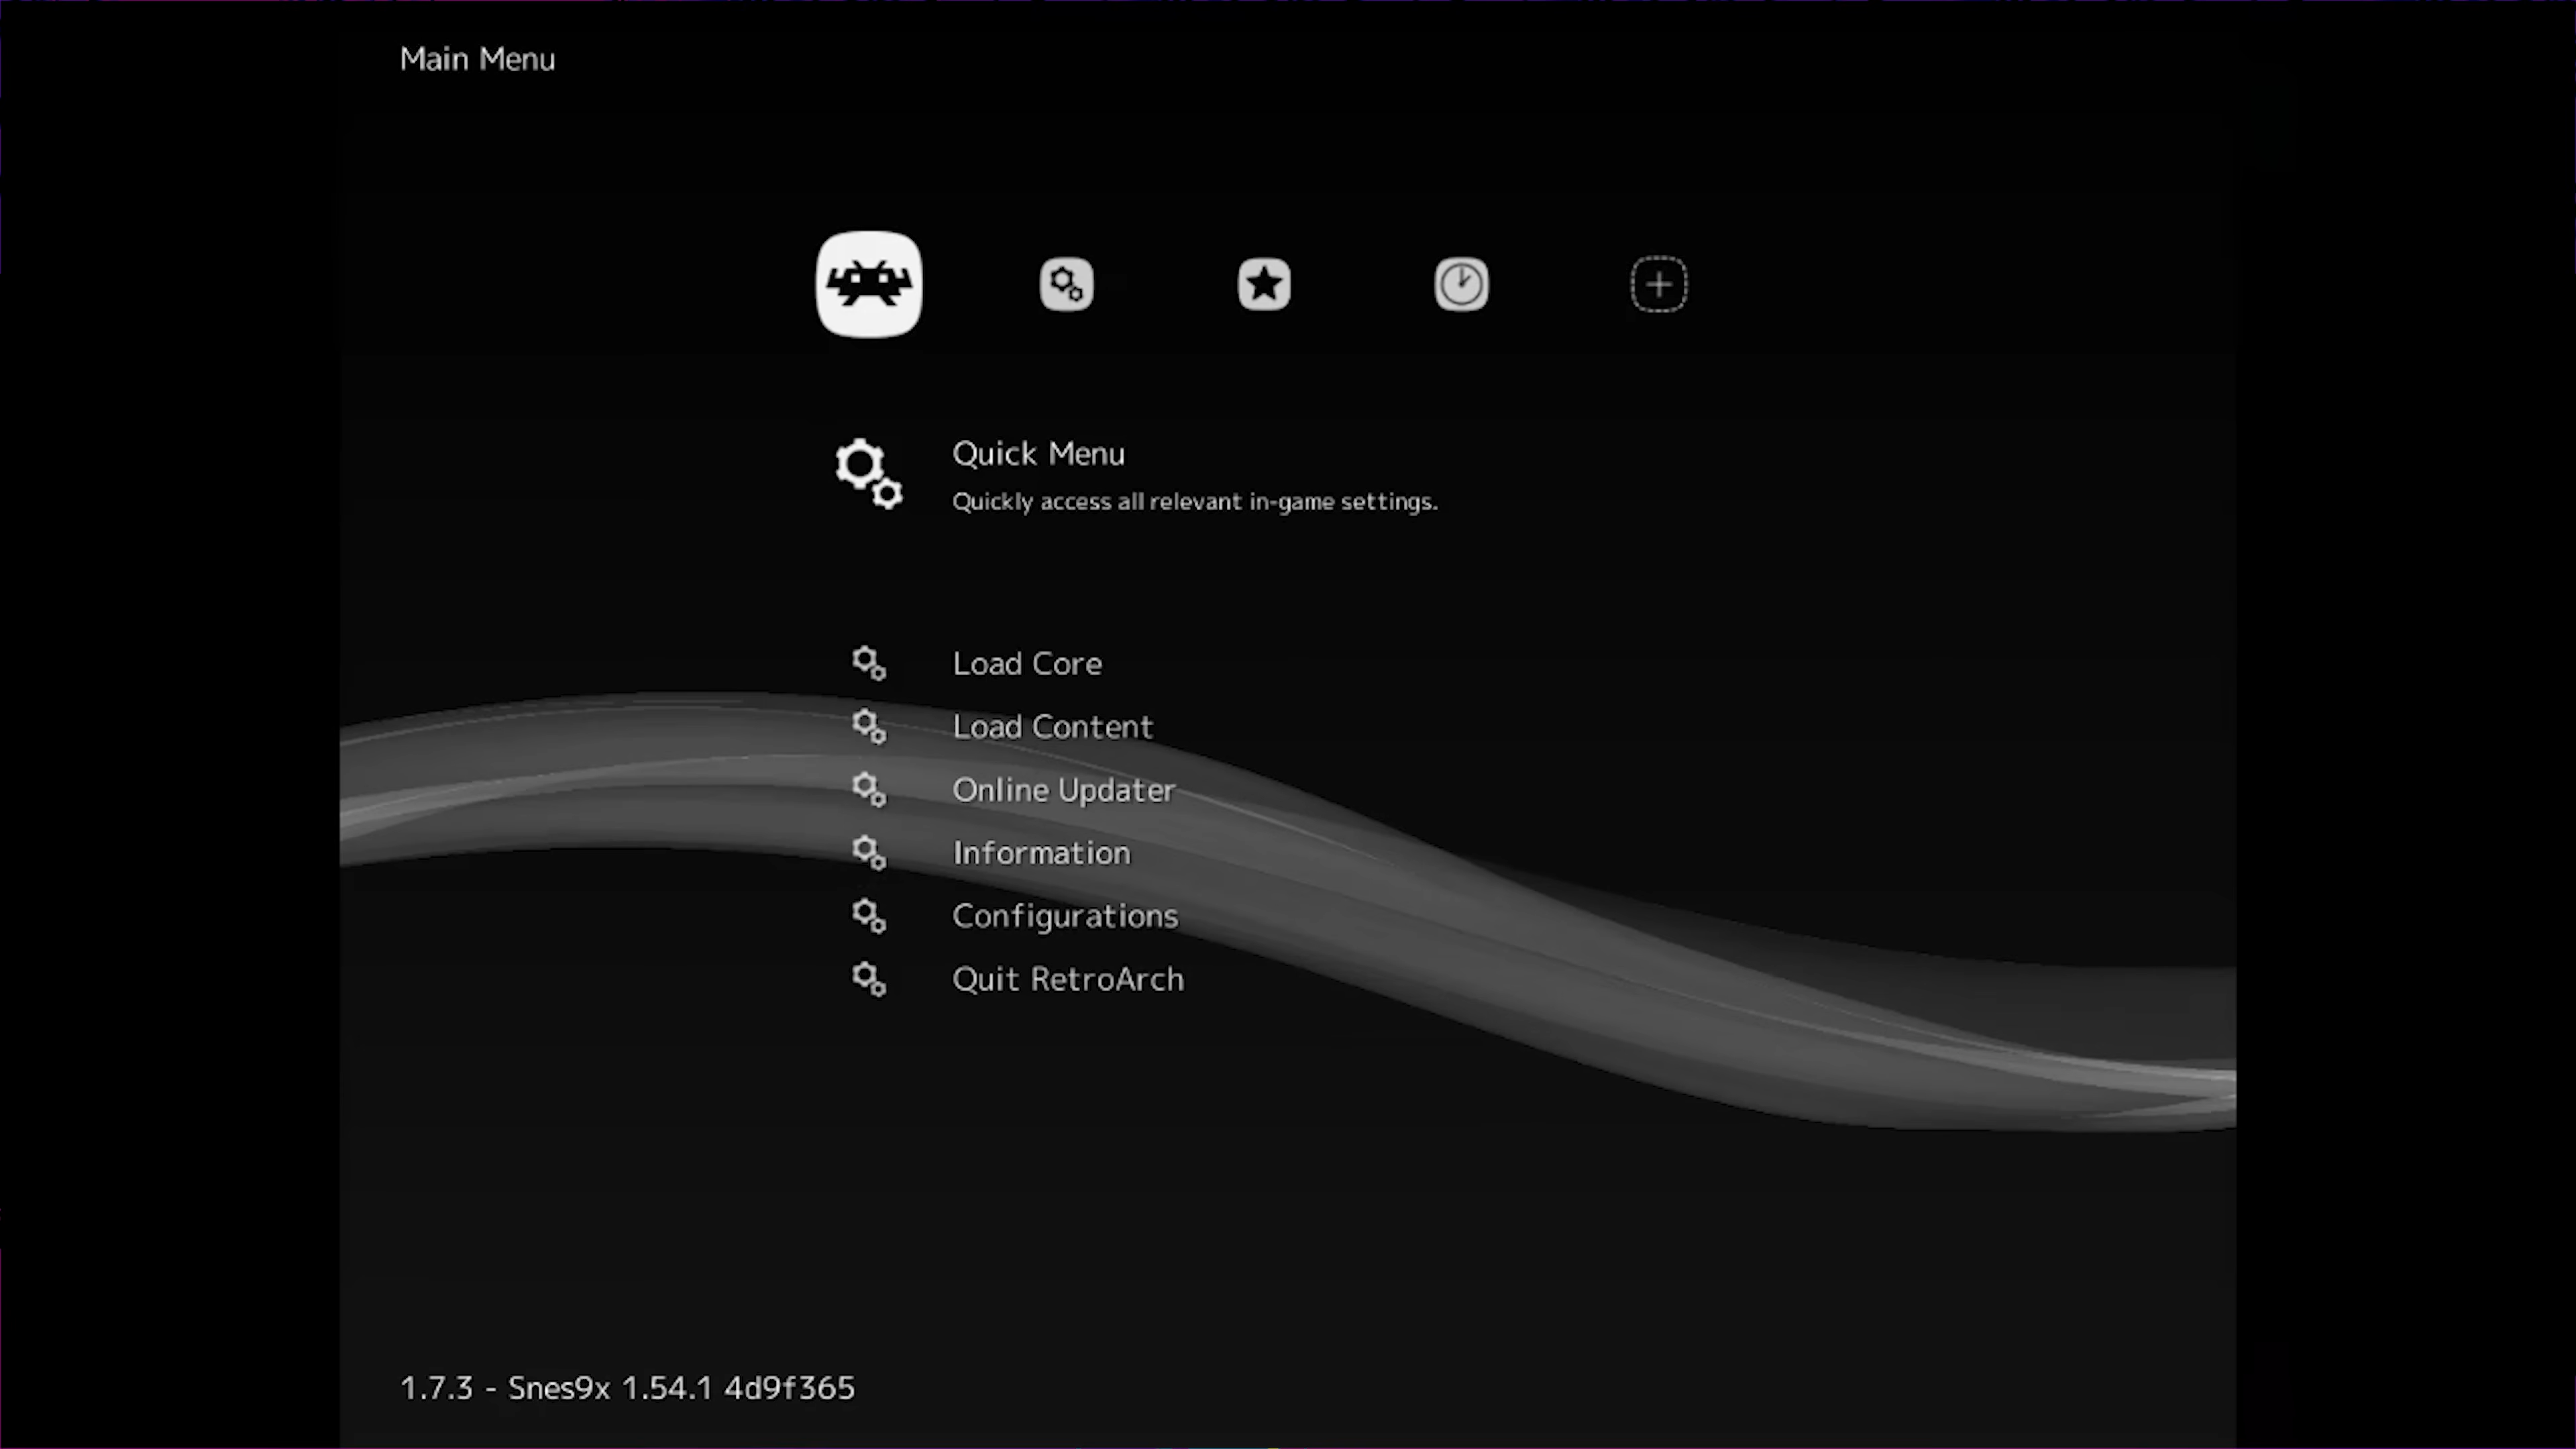 Main Menu
Quick Menu
Quickly access all relevant in-game settings.
Load Core
Load Content
Online Updater
Information
Configurations
Quit RetroArch
1.7.3 - Snes9x 1.54.1 4d9f365